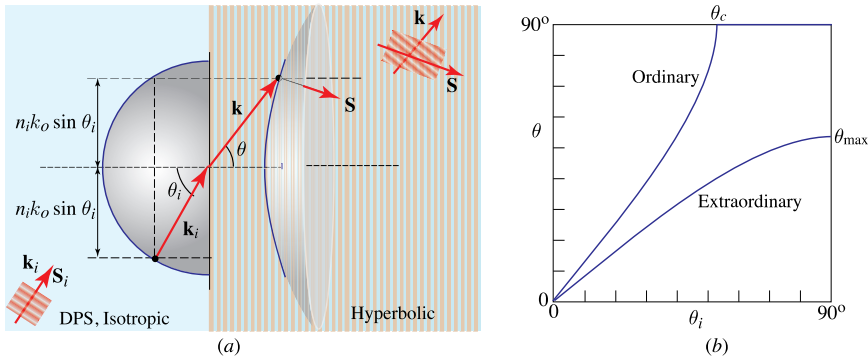 k
S
n_i k_o sin θ_i
n_i k_o sin θ_i
k
θ
S
θ_i
k_i
k_i
S_i
DPS, Isotropic
Hyperbolic
(a)
90°
θ_c
Ordinary
θ
θ_max
Extraordinary
0
0
θ_i
90°
(b)